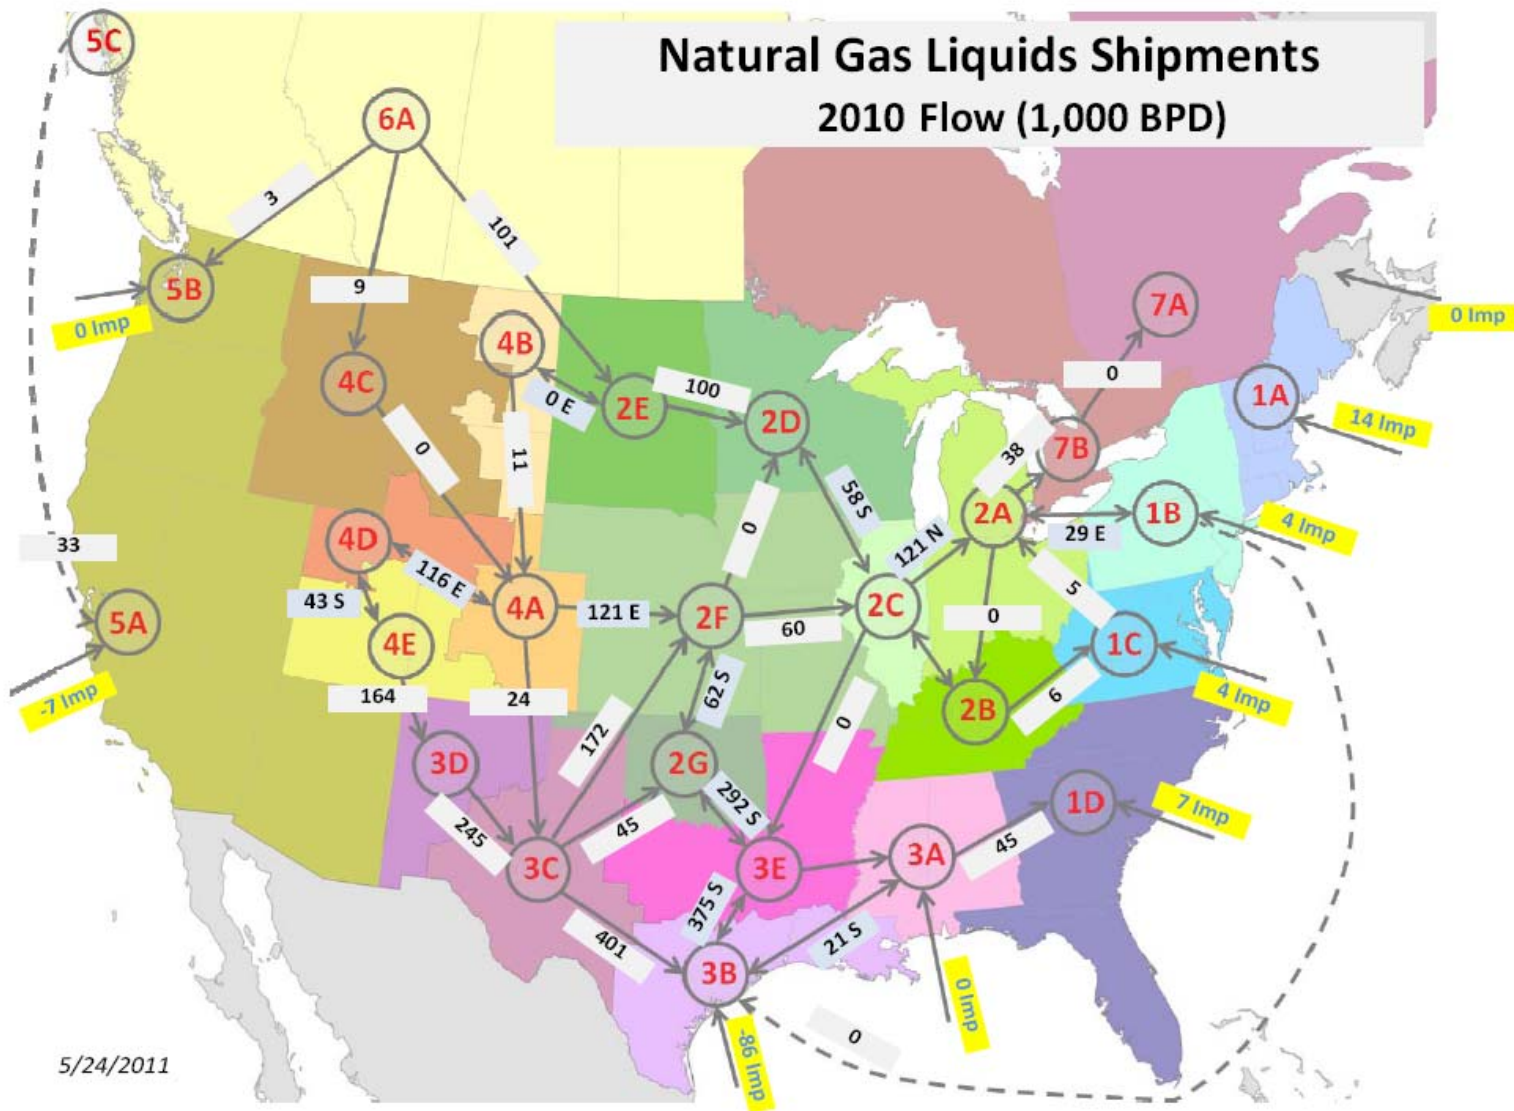 Natural Gas Liquids Shipments
2010 Flow (1,000 BPD)
5C
6A
3
101
9
5B
0 Imp
4B
4C
0 E
2E
100
2D
7A
0 Imp
0
1A
14 Imp
7B
38
0
11
58 S
4D
116 E
43 S
33
5A
-7 Imp
4E
4A
121 E
0
2F
60
2C
121 N
2A
29 E
1B
4 Imp
5
0
1C
4 Imp
2B
6
164
24
172
62 S
0
3D
245
2G
292 S
45
3C
3E
3A
45
1D
7 Imp
401
375 S
21 S
3B
-86 Imp
0 Imp
0
5/24/2011